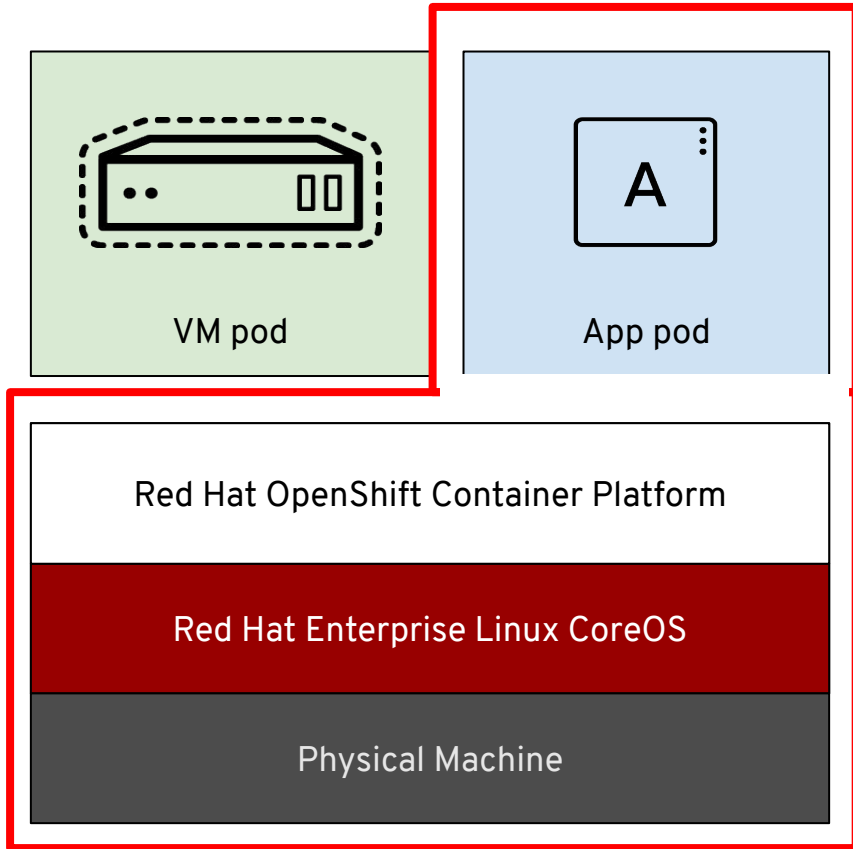 A
VM pod
App pod
Red Hat OpenShift Container Platform
Red Hat Enterprise Linux CoreOS
Physical Machine